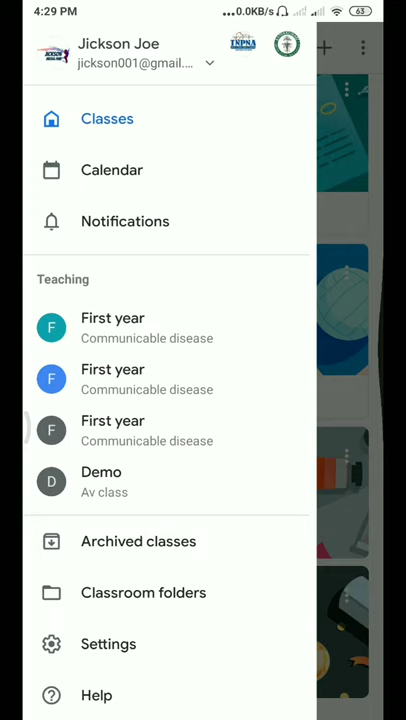 4:29 PM
...0.0KB/s
63
Jickson Joe
jickson001@gmail....
TNPNA
Classes
Calendar
Notifications
Teaching
F
First year
Communicable disease
F
First year
Communicable disease
F
First year
Communicable disease
D
Demo
Av class
Archived classes
Classroom folders
Settings
Help